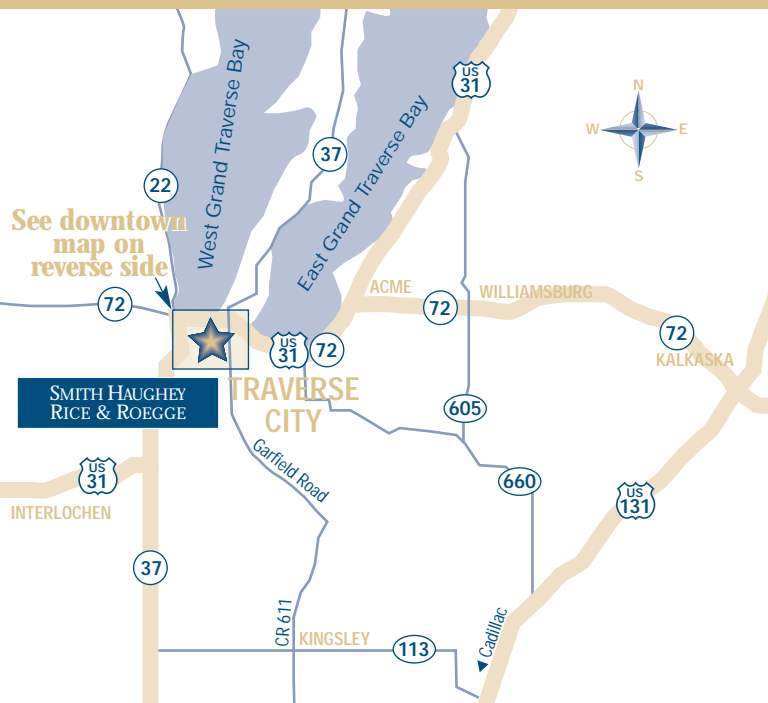 West Grand Traverse Bay
East Grand Traverse Bay
US
31
N
W
E
S
37
22
See downtown
map on
reverse side
72
ACME
72
WILLIAMSBURG
72
KALKASKA
US
31
72
SMITH HAUGHEY
RICE & ROEGGE
TRAVERSE
CITY
605
Garfield Road
US
31
660
US
131
INTERLOCHEN
37
CR 611
KINGSLEY
113
Cadillac